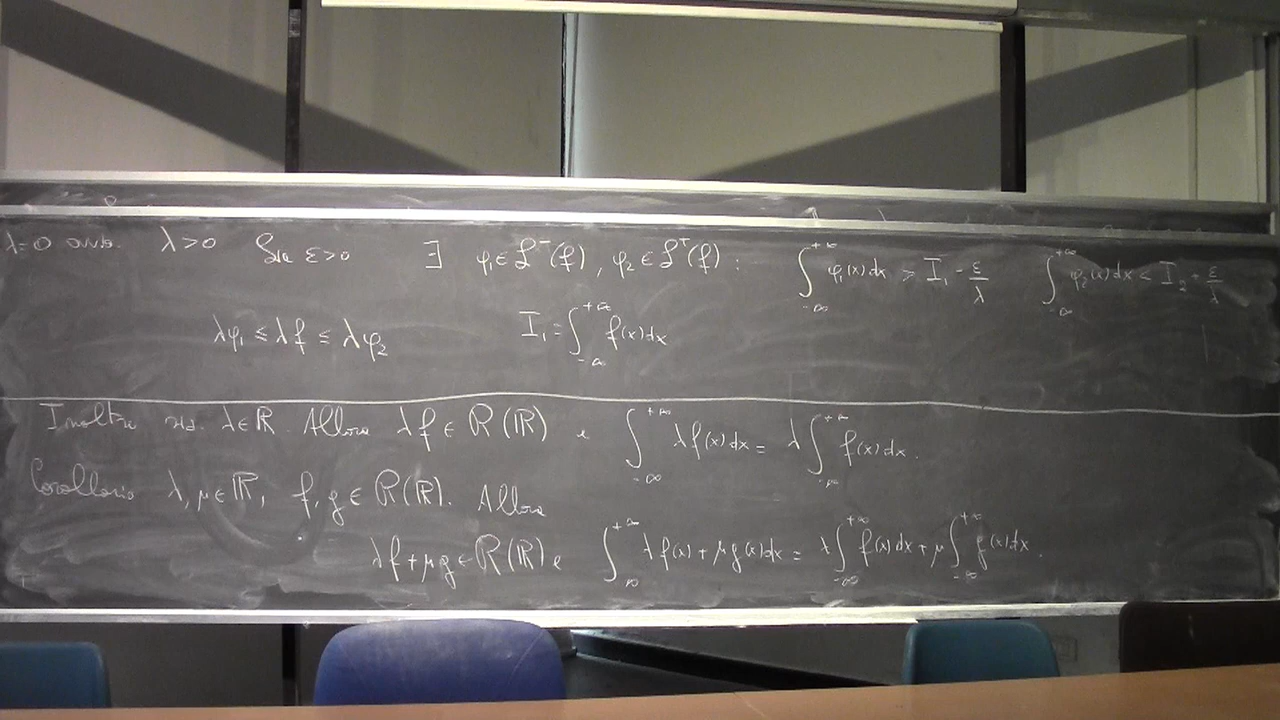 λ=0 ovv. λ>0 Sia ε>0 ∃ φ₁∈𝓛⁻(f), φ₂∈𝓛⁺(f): ∫_{-∞}^{+∞} φ₁(x)dx > I₁ - ε/λ ∫_{-∞}^{+∞} φ₂(x)dx < I₂ + ε/λ
λφ₁ ≤ λf ≤ λφ₂ I₁ = ∫_{-∞}^{+∞} f(x)dx
Inoltre sia λ∈ℝ. Allora λf ∈ R(ℝ) e ∫_{-∞}^{+∞} λf(x)dx = λ∫_{-∞}^{+∞} f(x)dx.
Corollario λ,μ∈ℝ, f,g ∈ R(ℝ). Allora
λf+μg ∈ R(ℝ) e ∫_{∞}^{+∞} λf(x)+μg(x)dx = λ∫_{-∞}^{+∞} f(x)dx + μ∫_{-∞}^{+∞} g(x)dx.